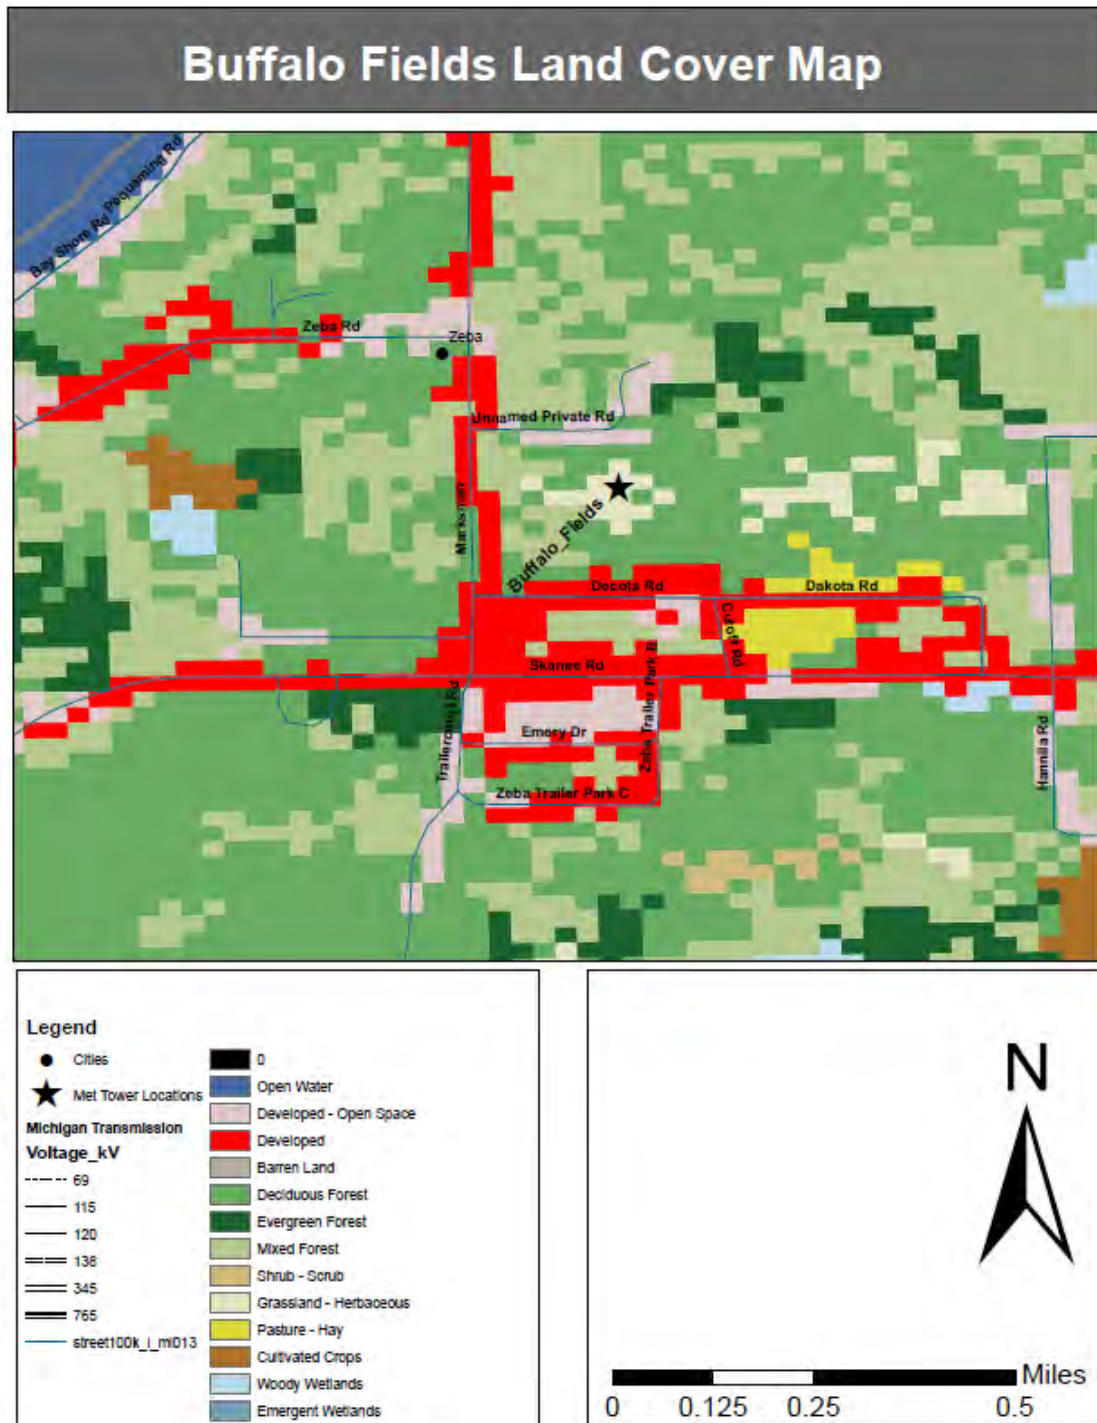 Buffalo Fields Land Cover Map
Bay Shore Rd
Pequaming Rd
Zeba Rd
Zeba
Unnamed Private Rd
Buffalo_Fields
Decota Rd
Dakota Rd
Skanee Rd
Zeba Trailer Park B
Emery Dr
Zeba Trailer Park C
Hannila Rd
Legend
Cities
Met Tower Locations
Michigan Transmission
Voltage_kV
69
115
120
138
345
765
street100k_l_mi013
0
Open Water
Developed - Open Space
Developed
Barren Land
Deciduous Forest
Evergreen Forest
Mixed Forest
Shrub - Scrub
Grassland - Herbaceous
Pasture - Hay
Cultivated Crops
Woody Wetlands
Emergent Wetlands
N
Miles
0 0.125 0.25 0.5